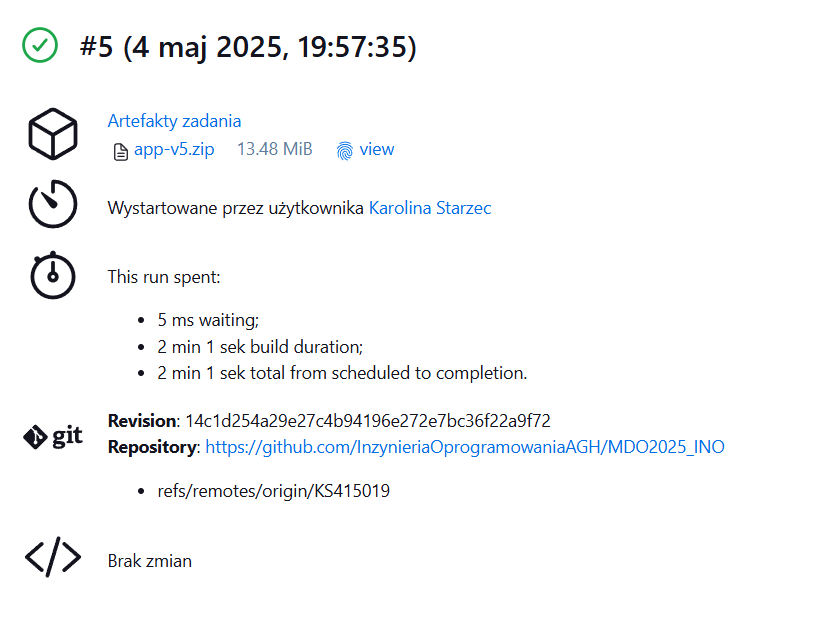 #5 (4 maj 2025, 19:57:35)
Artefakty zadania
app-v5.zip 13.48 MiB view
Wystartowane przez użytkownika Karolina Starzec
This run spent:
5 ms waiting;
2 min 1 sek build duration;
2 min 1 sek total from scheduled to completion.
git
Revision: 14c1d254a29e27c4b94196e272e7bc36f22a9f72
Repository: https://github.com/InzynieriaOprogramowaniaAGH/MDO2025_INO
refs/remotes/origin/KS415019
Brak zmian